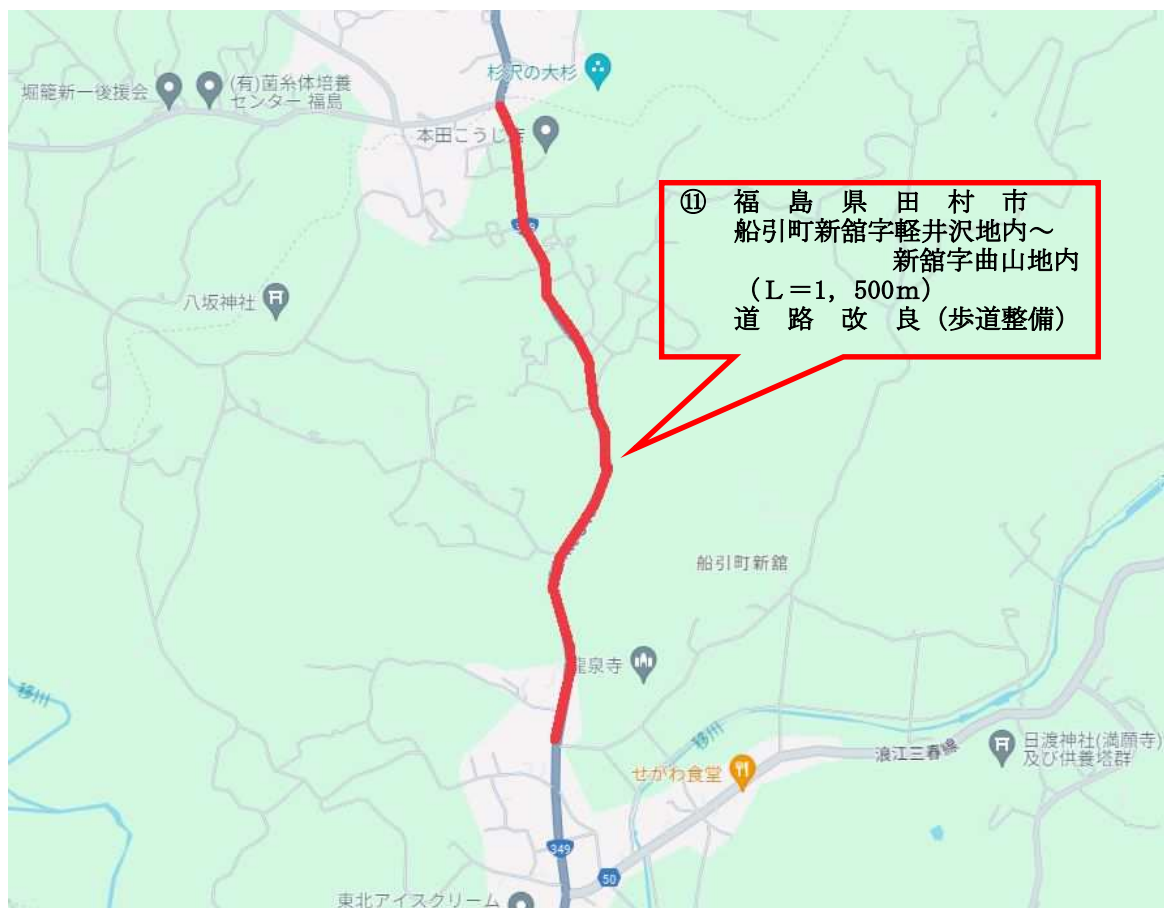 杉沢の大杉
(有)菌糸体培養
センター 福島
堀籠新一後援会
本田こうじ店
⑪ 福島県田村市
船引町新舘字軽井沢地内～
新舘字曲山地内
（L＝1，500m）
道路改良（歩道整備）
八坂神社
船引町新舘
龍泉寺
移川
移川
日渡神社(満願寺)
及び供養塔群
浪江三春線
せがわ食堂
349
50
東北アイスクリーム